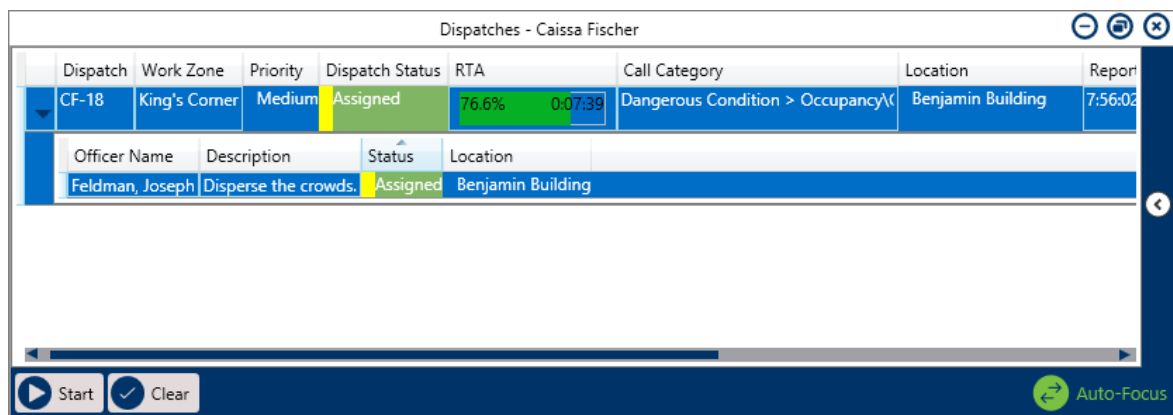 Dispatches - Caissa Fischer
Dispatch Work Zone Priority Dispatch Status RTA Call Category Location Report
CF-18 King's Corner Medium Assigned 76.6% 0:07:39 Dangerous Condition > Occupancy\( Benjamin Building 7:56:02
Officer Name Description Status Location
Feldman, Joseph Disperse the crowds. Assigned Benjamin Building
Start Clear Auto-Focus